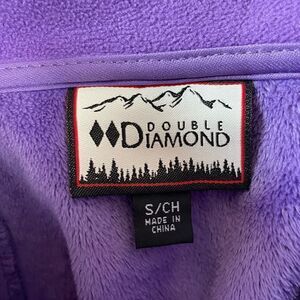 DOUBLE
DIAMOND
S/CH
MADE IN
CHINA